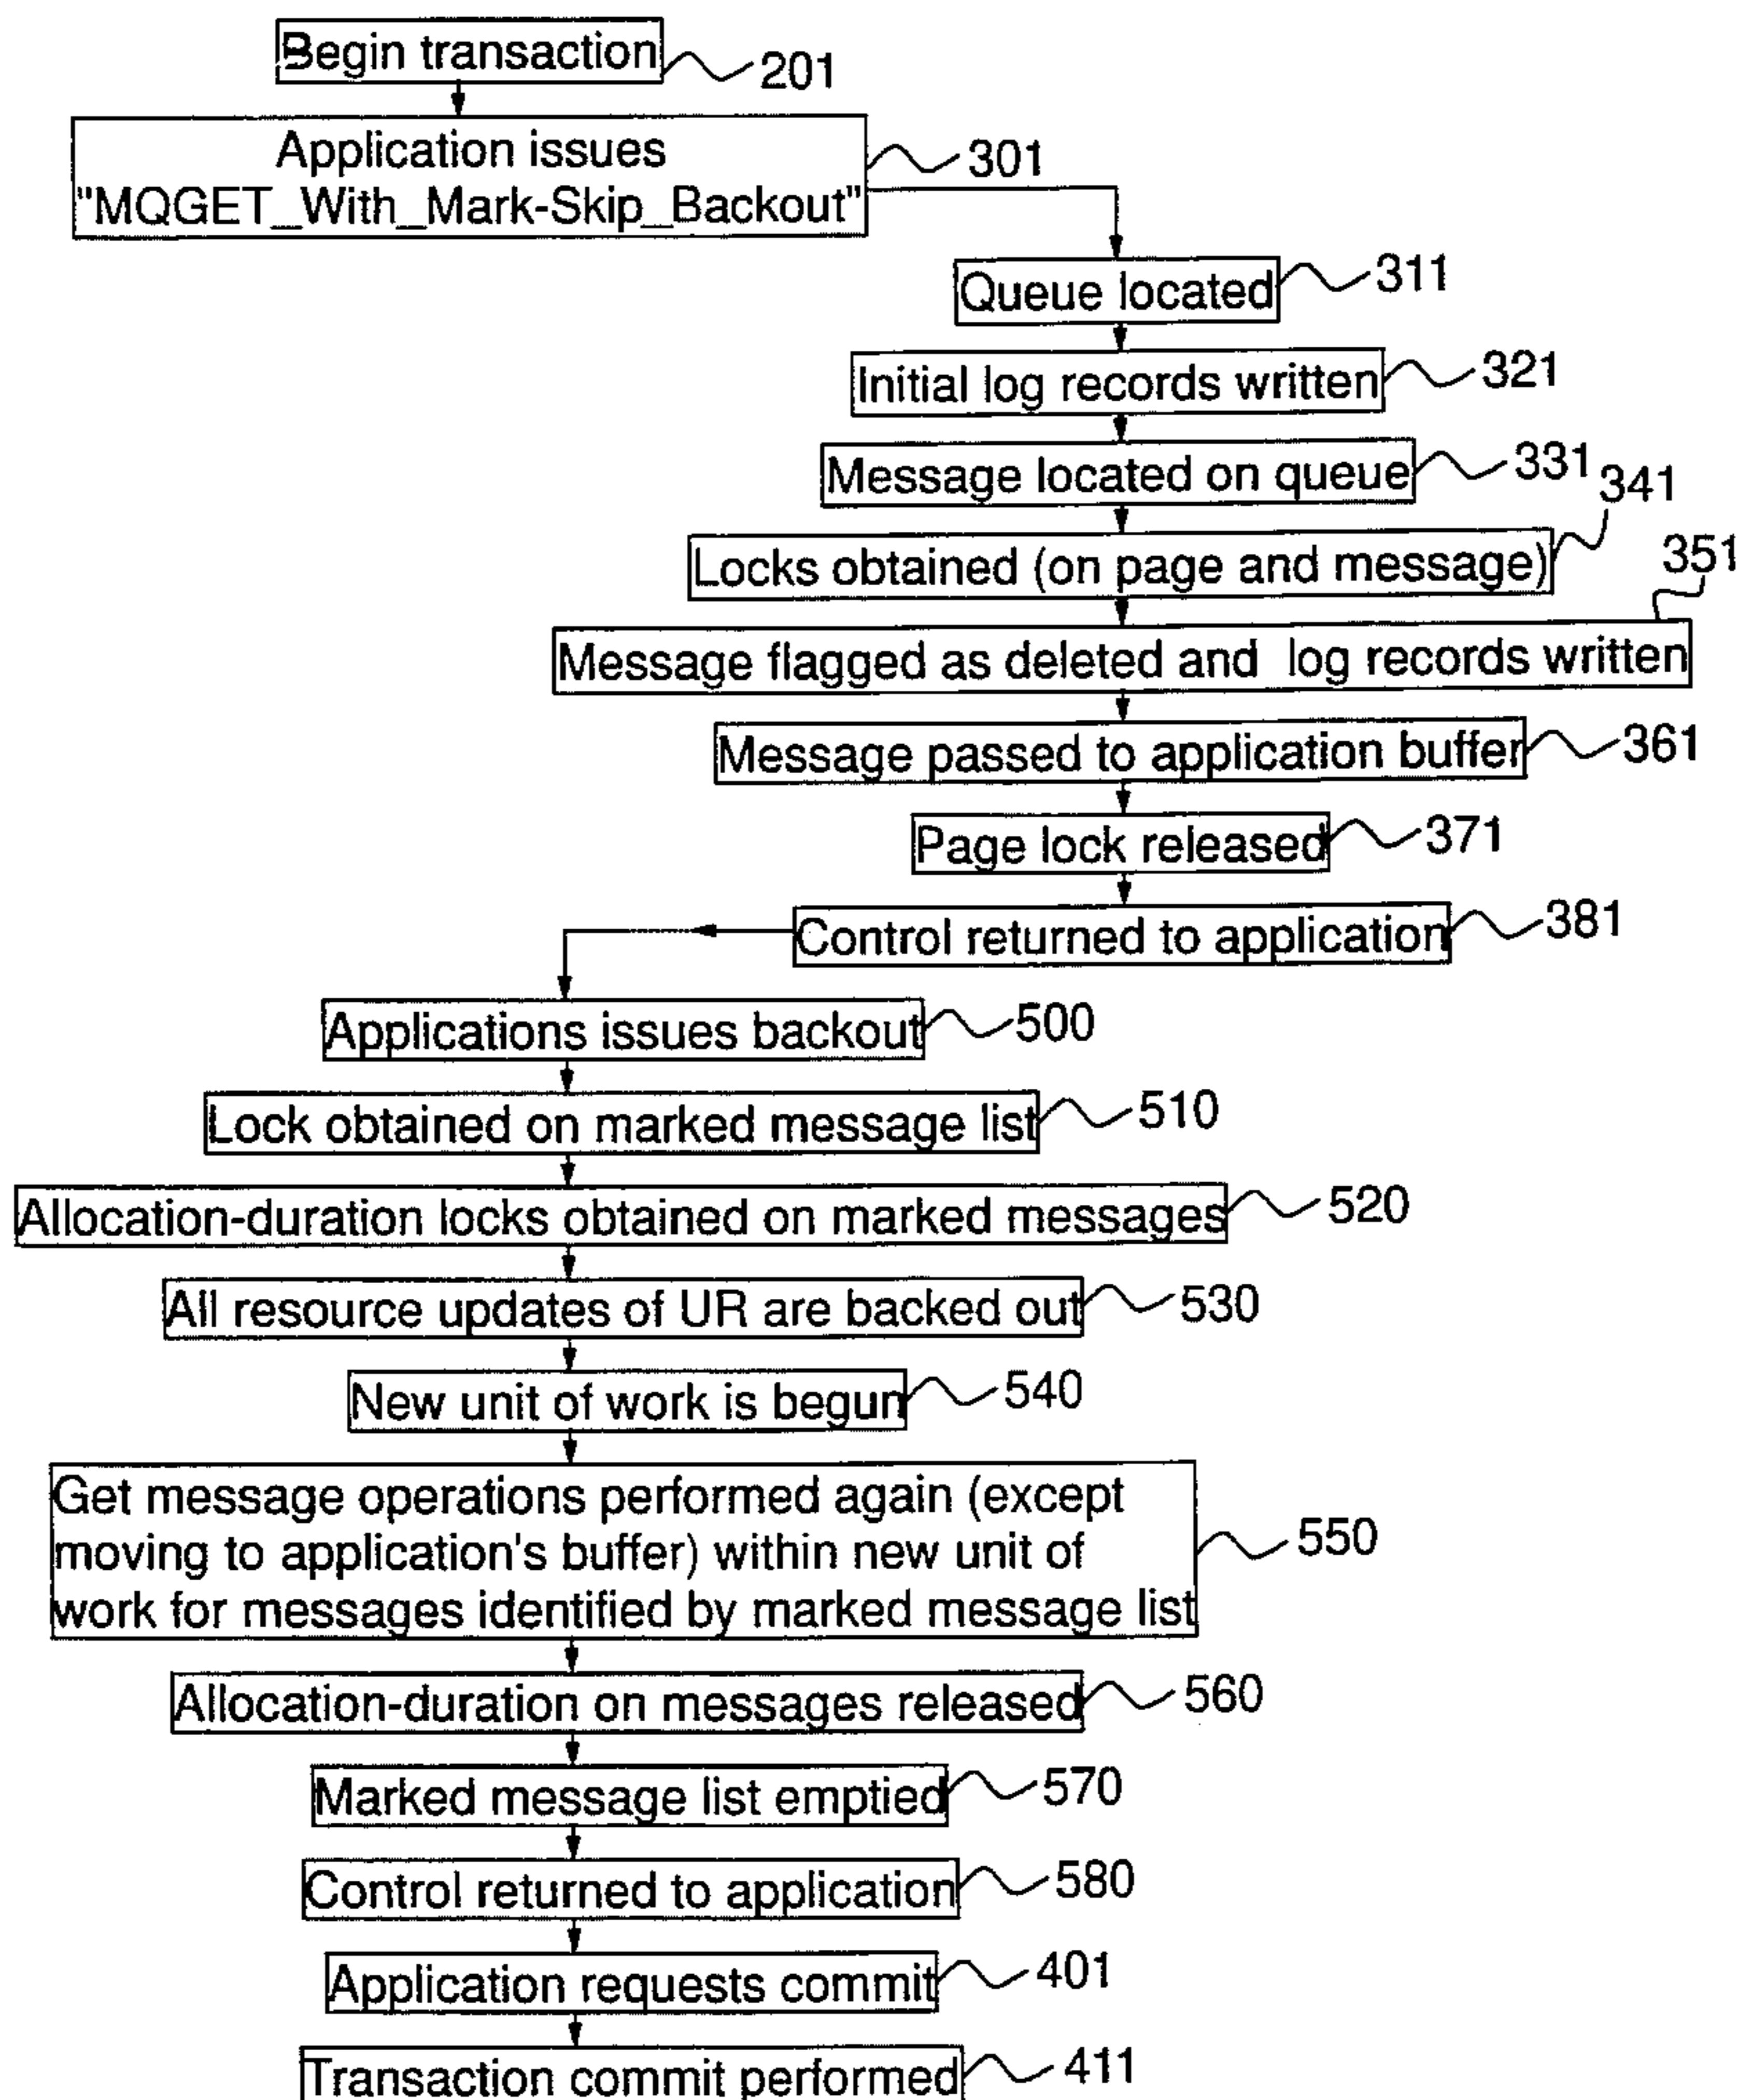 Begin transaction 201
Application issues 301
"MQGET_With_Mark-Skip_Backout"
Queue located 311
Initial log records written 321
Message located on queue 331
341
Locks obtained (on page and message)
351
Message flagged as deleted and log records written
Message passed to application buffer 361
Page lock released 371
Control returned to application 381
Applications issues backout 500
Lock obtained on marked message list 510
Allocation-duration locks obtained on marked messages 520
All resource updates of UR are backed out 530
New unit of work is begun 540
Get message operations performed again (except
moving to application's buffer) within new unit of 550
work for messages identified by marked message list
Allocation-duration on messages released 560
Marked message list emptied 570
Control returned to application 580
Application requests commit 401
Transaction commit performed 411